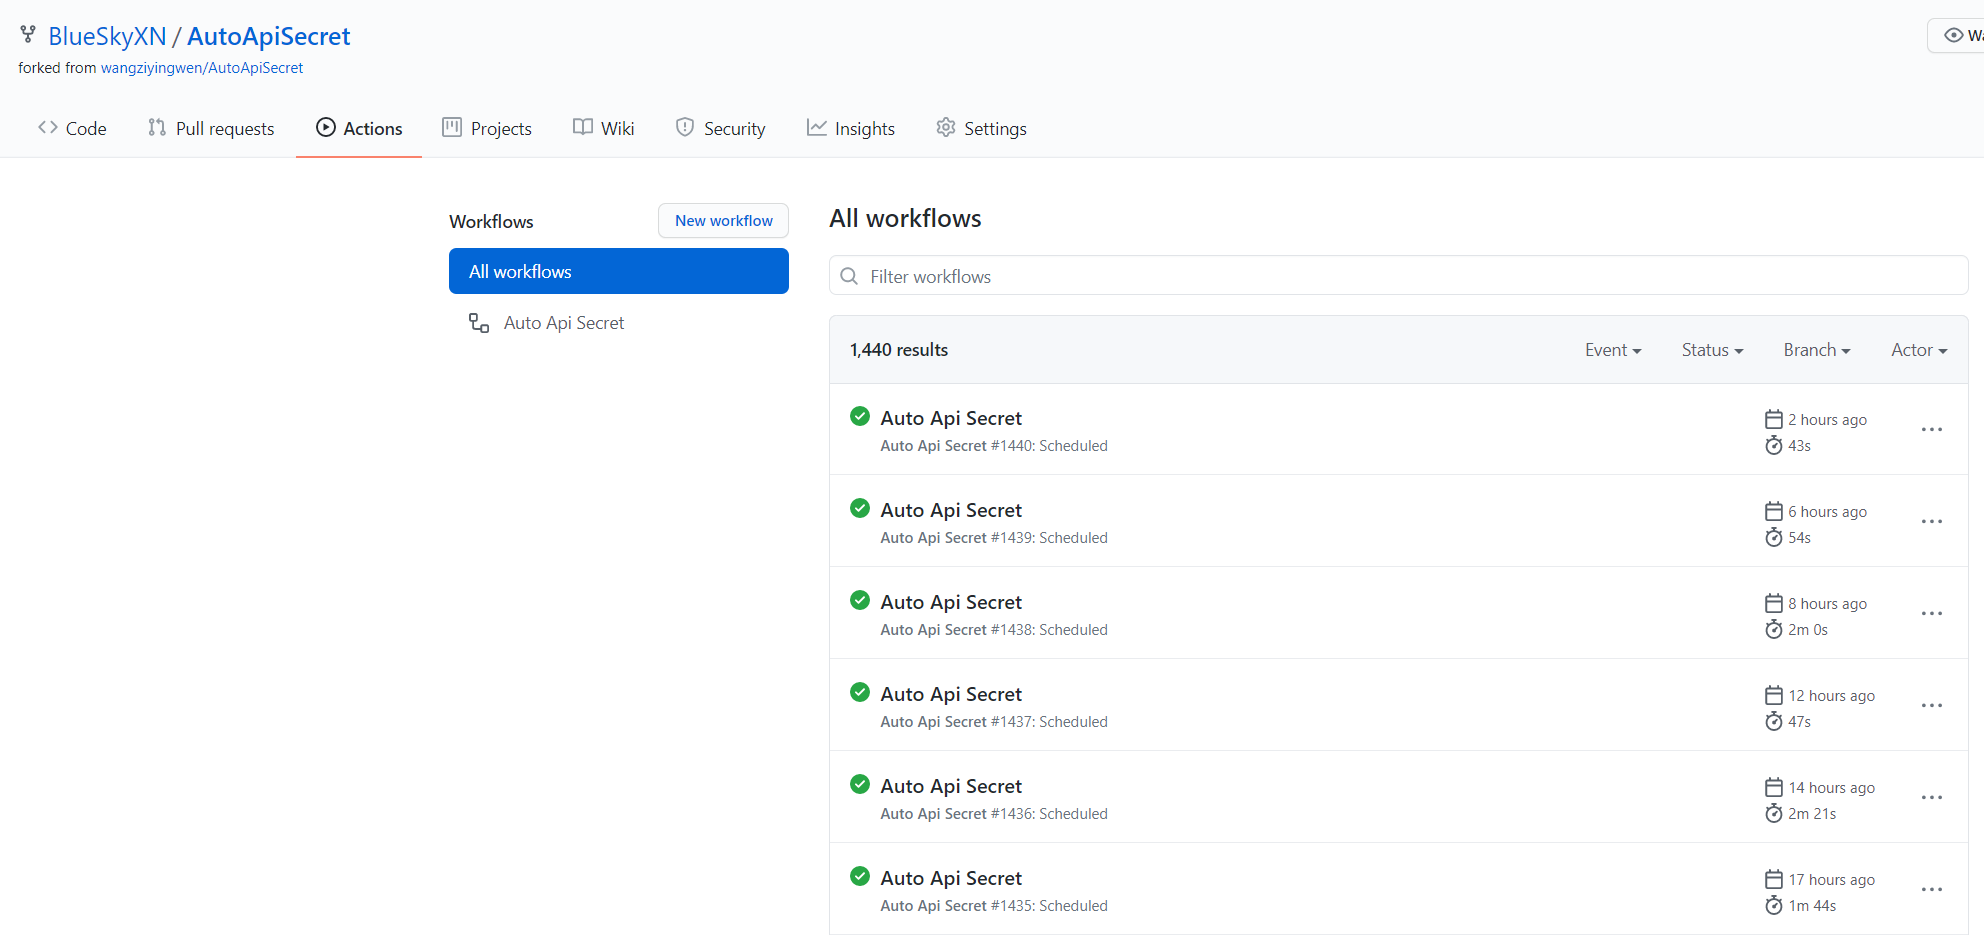 BlueSkyXN / AutoApiSecret
forked from wangziyingwen/AutoApiSecret
Code Pull requests Actions Projects Wiki Security Insights Settings
Workflows
New workflow
All workflows
Auto Api Secret
All workflows
Filter workflows
1,440 results
Event Status Branch Actor
Auto Api Secret
Auto Api Secret #1440: Scheduled
2 hours ago
43s
Auto Api Secret
Auto Api Secret #1439: Scheduled
6 hours ago
54s
Auto Api Secret
Auto Api Secret #1438: Scheduled
8 hours ago
2m 0s
Auto Api Secret
Auto Api Secret #1437: Scheduled
12 hours ago
47s
Auto Api Secret
Auto Api Secret #1436: Scheduled
14 hours ago
2m 21s
Auto Api Secret
Auto Api Secret #1435: Scheduled
17 hours ago
1m 44s